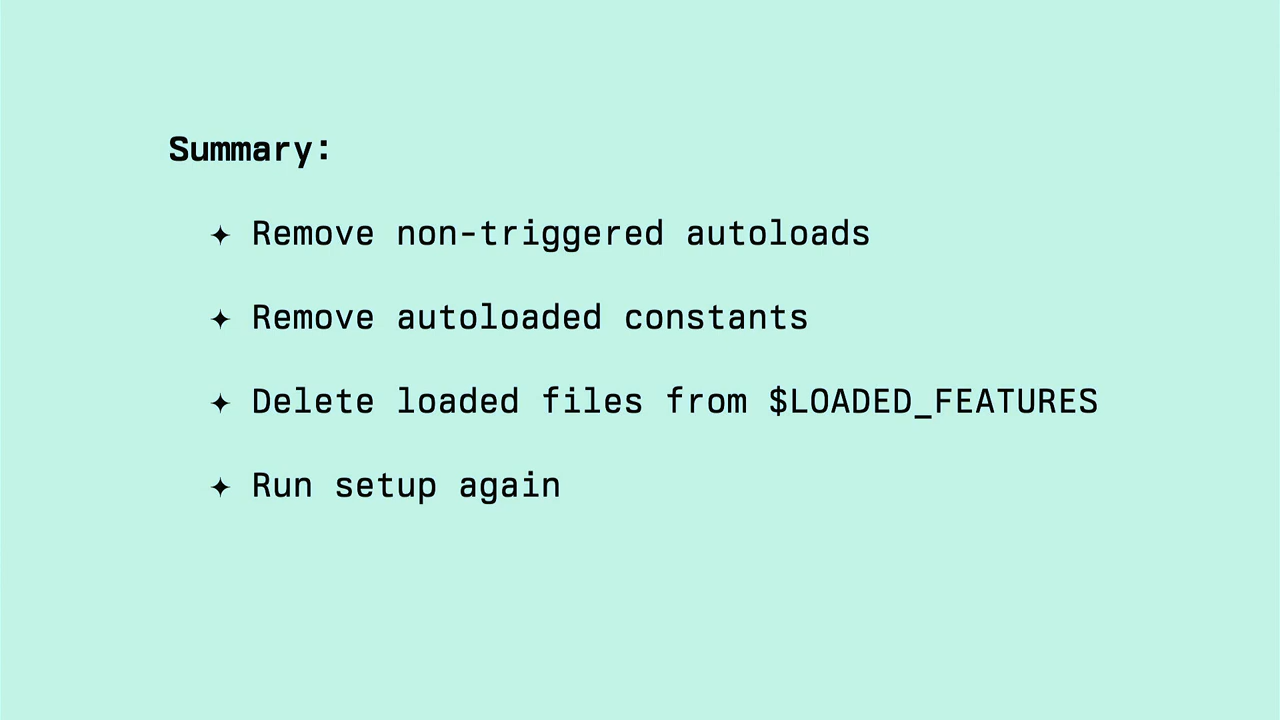 Summary:
✦ Remove non-triggered autoloads
✦ Remove autoloaded constants
✦ Delete loaded files from $LOADED_FEATURES
✦ Run setup again